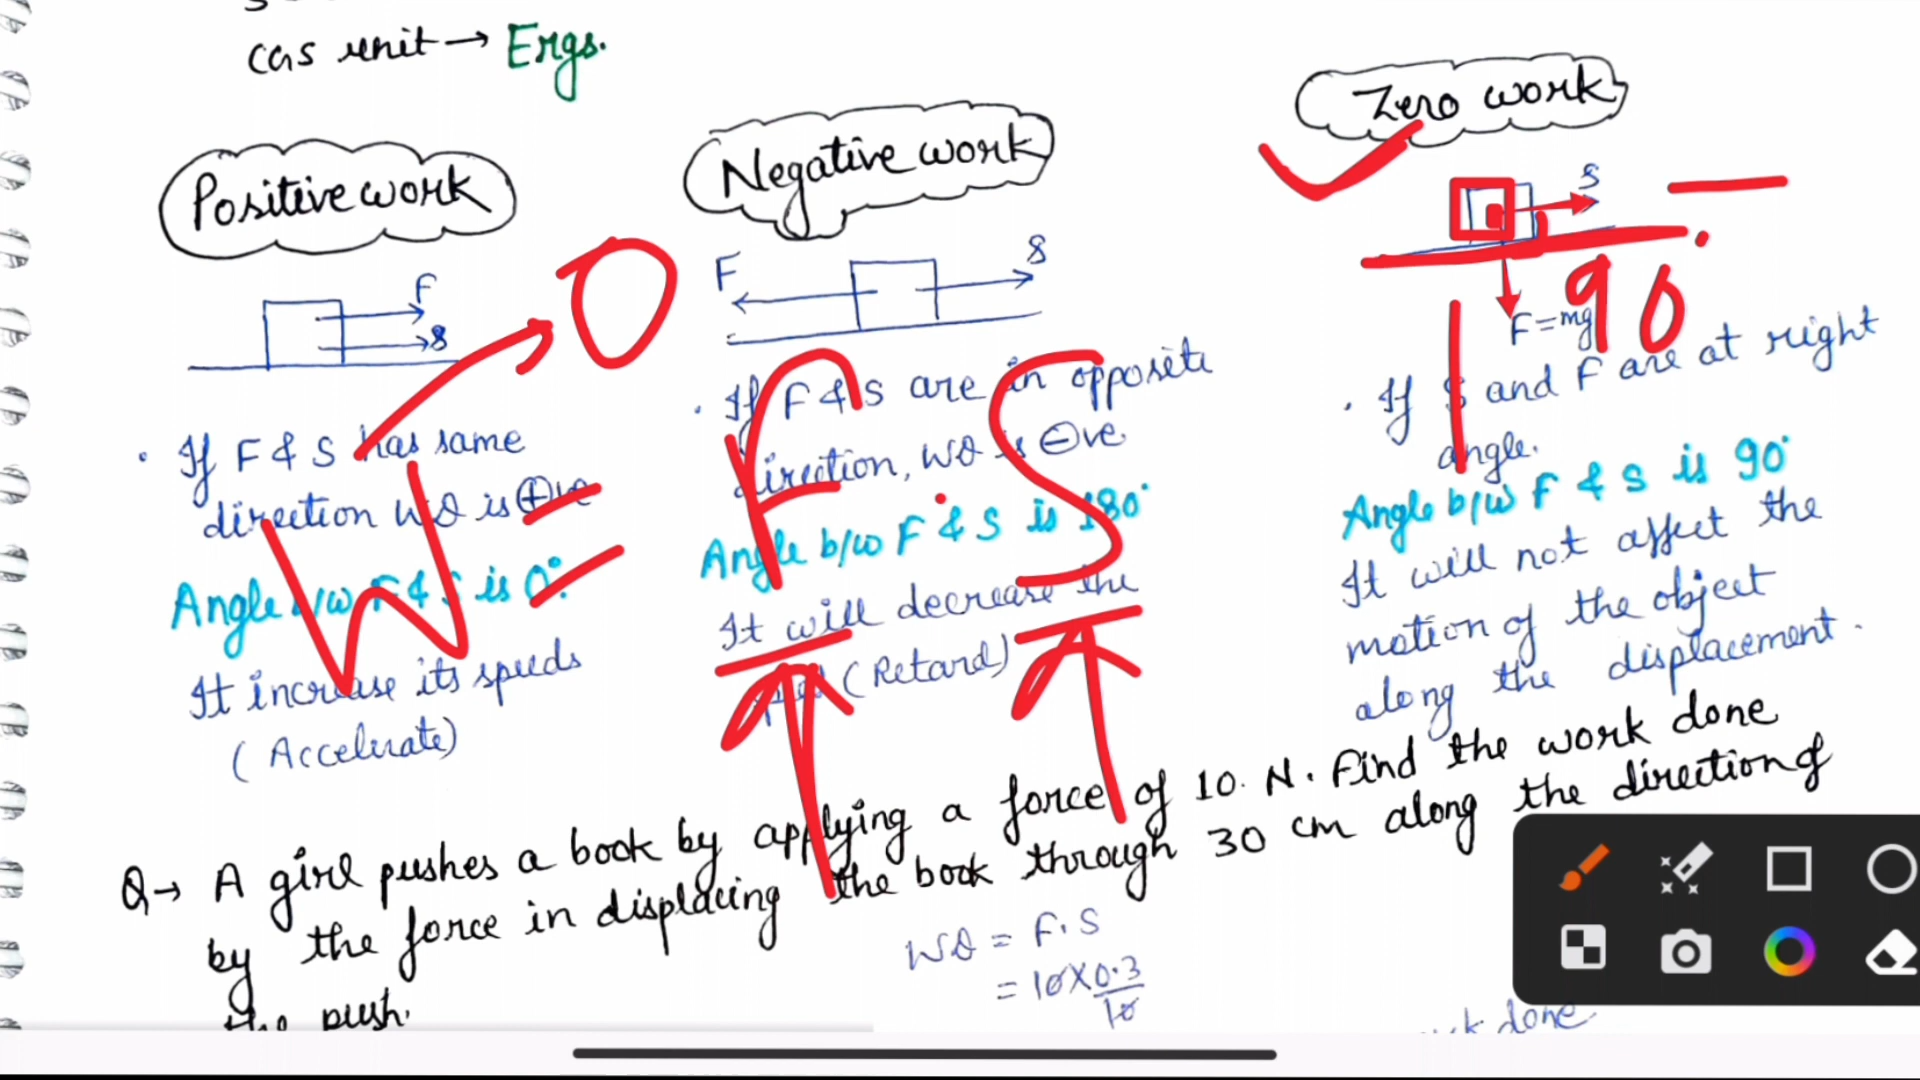 CGS unit → Ergs.
Positive work
Negative work
Zero work
F
S
F
S
S
F = mg
90
0
W = F S
• If F & S has same
direction WD is ⊕ve
Angle b/w F & S is 0°
It increase its speeds
(Accelerate)
• If F & S are in opposite
direction, WD is ⊖ve
Angle b/w F & S is 180°
It will decrease the
(Retard)
• If S and F are at right
angle.
Angle b/w F & S is 90°
It will not affect the
motion of the object
along the displacement.
Q→ A girl pushes a book by applying a force of 10 N. Find the work done
by the force in displacing the book through 30 cm along the direction of
the push.
WD = F.S
= 10 X 0.3
10
done